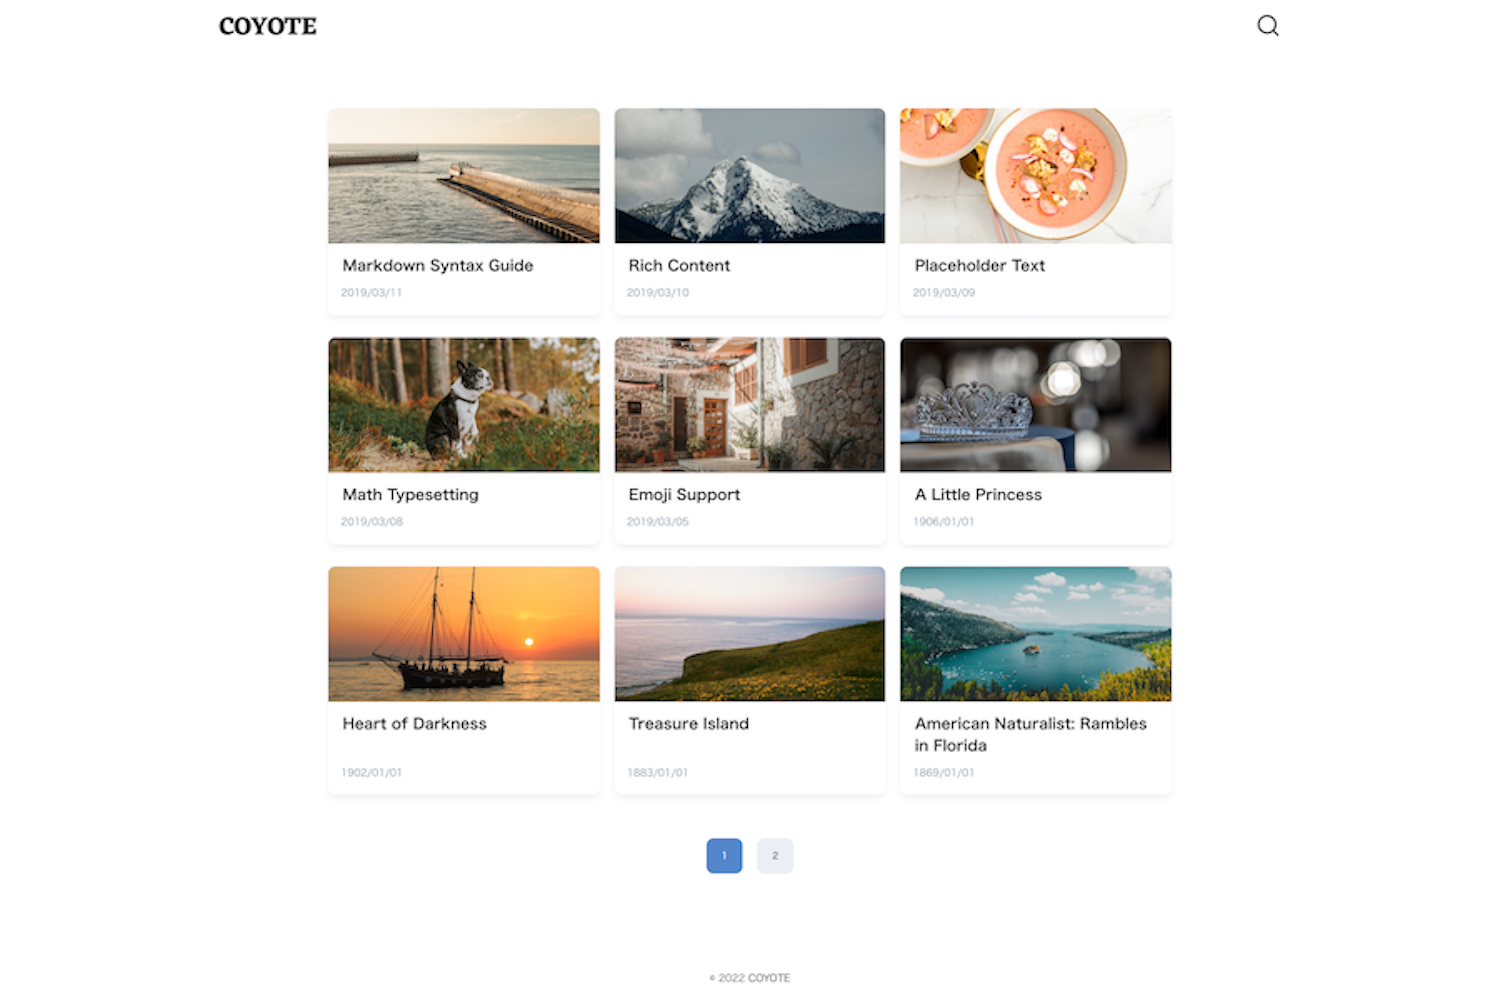 COYOTE
Markdown Syntax Guide
2019/03/11
Rich Content
2019/03/10
Placeholder Text
2019/03/09
Math Typesetting
2019/03/08
Emoji Support
2019/03/05
A Little Princess
1906/01/01
Heart of Darkness
1902/01/01
Treasure Island
1883/01/01
American Naturalist: Rambles
in Florida
1869/01/01
1 2
© 2022 COYOTE